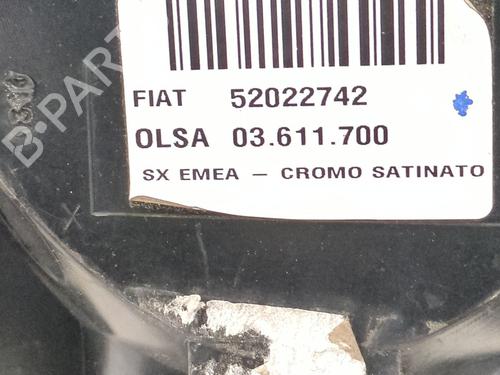 FIAT 52022742
OLSA 03.611.700
SX EMEA – CROMO SATINATO
B-PARTS